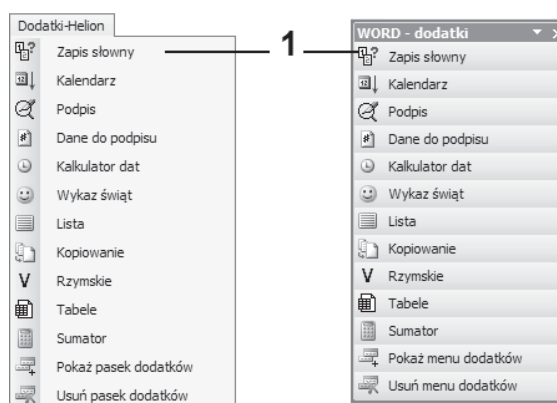 Dodatki-Helion
Zapis słowny
Kalendarz
Podpis
Dane do podpisu
Kalkulator dat
Wykaz świąt
Lista
Kopiowanie
V Rzymskie
Tabele
Sumator
Pokaż pasek dodatków
Usuń pasek dodatków
1
WORD - dodatki
Zapis słowny
Kalendarz
Podpis
Dane do podpisu
Kalkulator dat
Wykaz świąt
Lista
Kopiowanie
V Rzymskie
Tabele
Sumator
Pokaż menu dodatków
Usuń menu dodatków